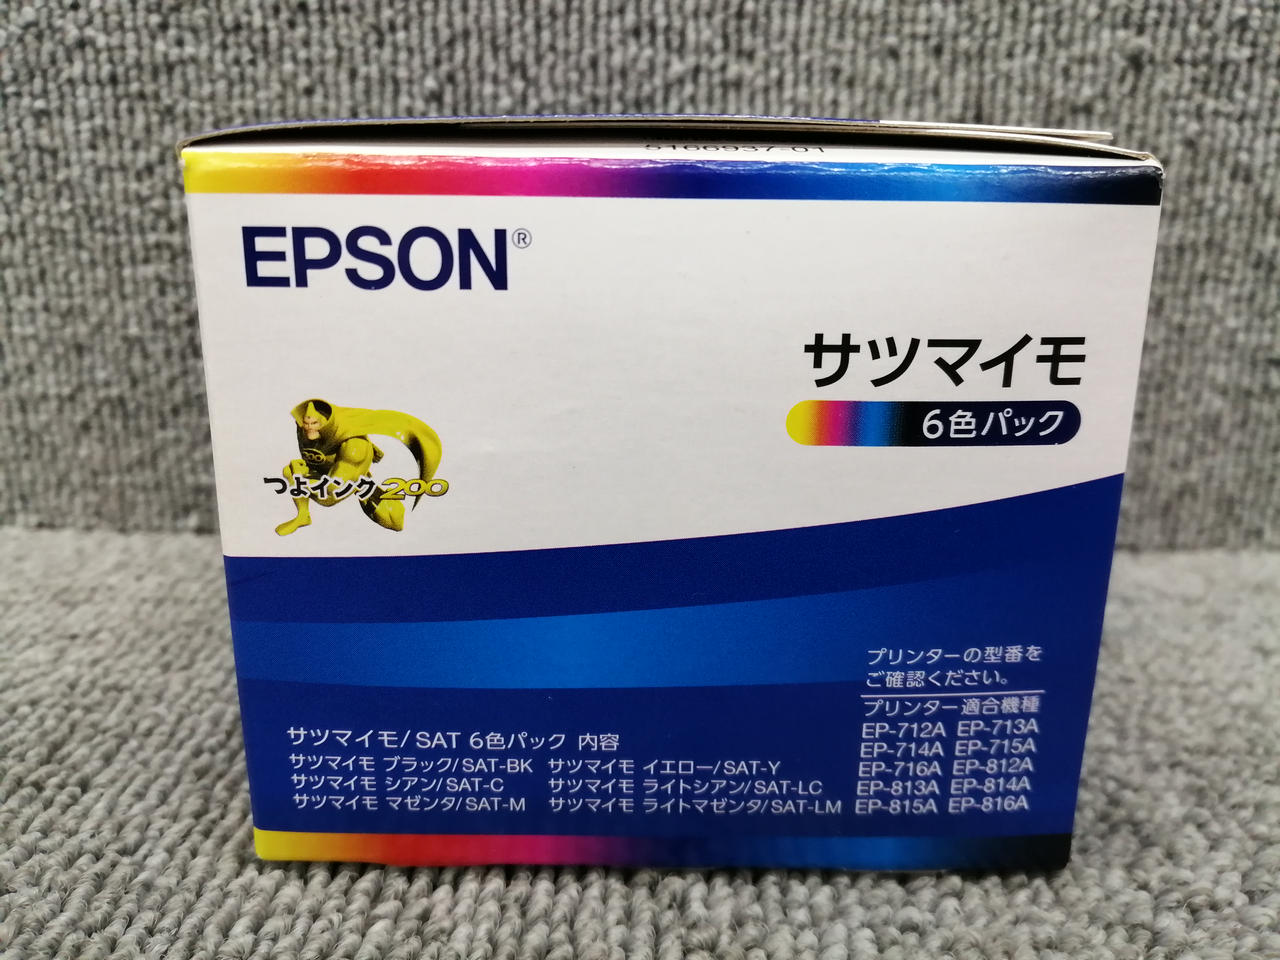 5166937-01
EPSON®
サツマイモ
6色パック
200
つよインク200
プリンターの型番を
ご確認ください。
プリンター適合機種
EP-712A EP-713A
EP-714A EP-715A
EP-716A EP-812A
EP-813A EP-814A
EP-815A EP-816A
サツマイモ/SAT 6色パック 内容
サツマイモ ブラック/SAT-BK サツマイモ イエロー/SAT-Y
サツマイモ シアン/SAT-C サツマイモ ライトシアン/SAT-LC
サツマイモ マゼンタ/SAT-M サツマイモ ライトマゼンタ/SAT-LM